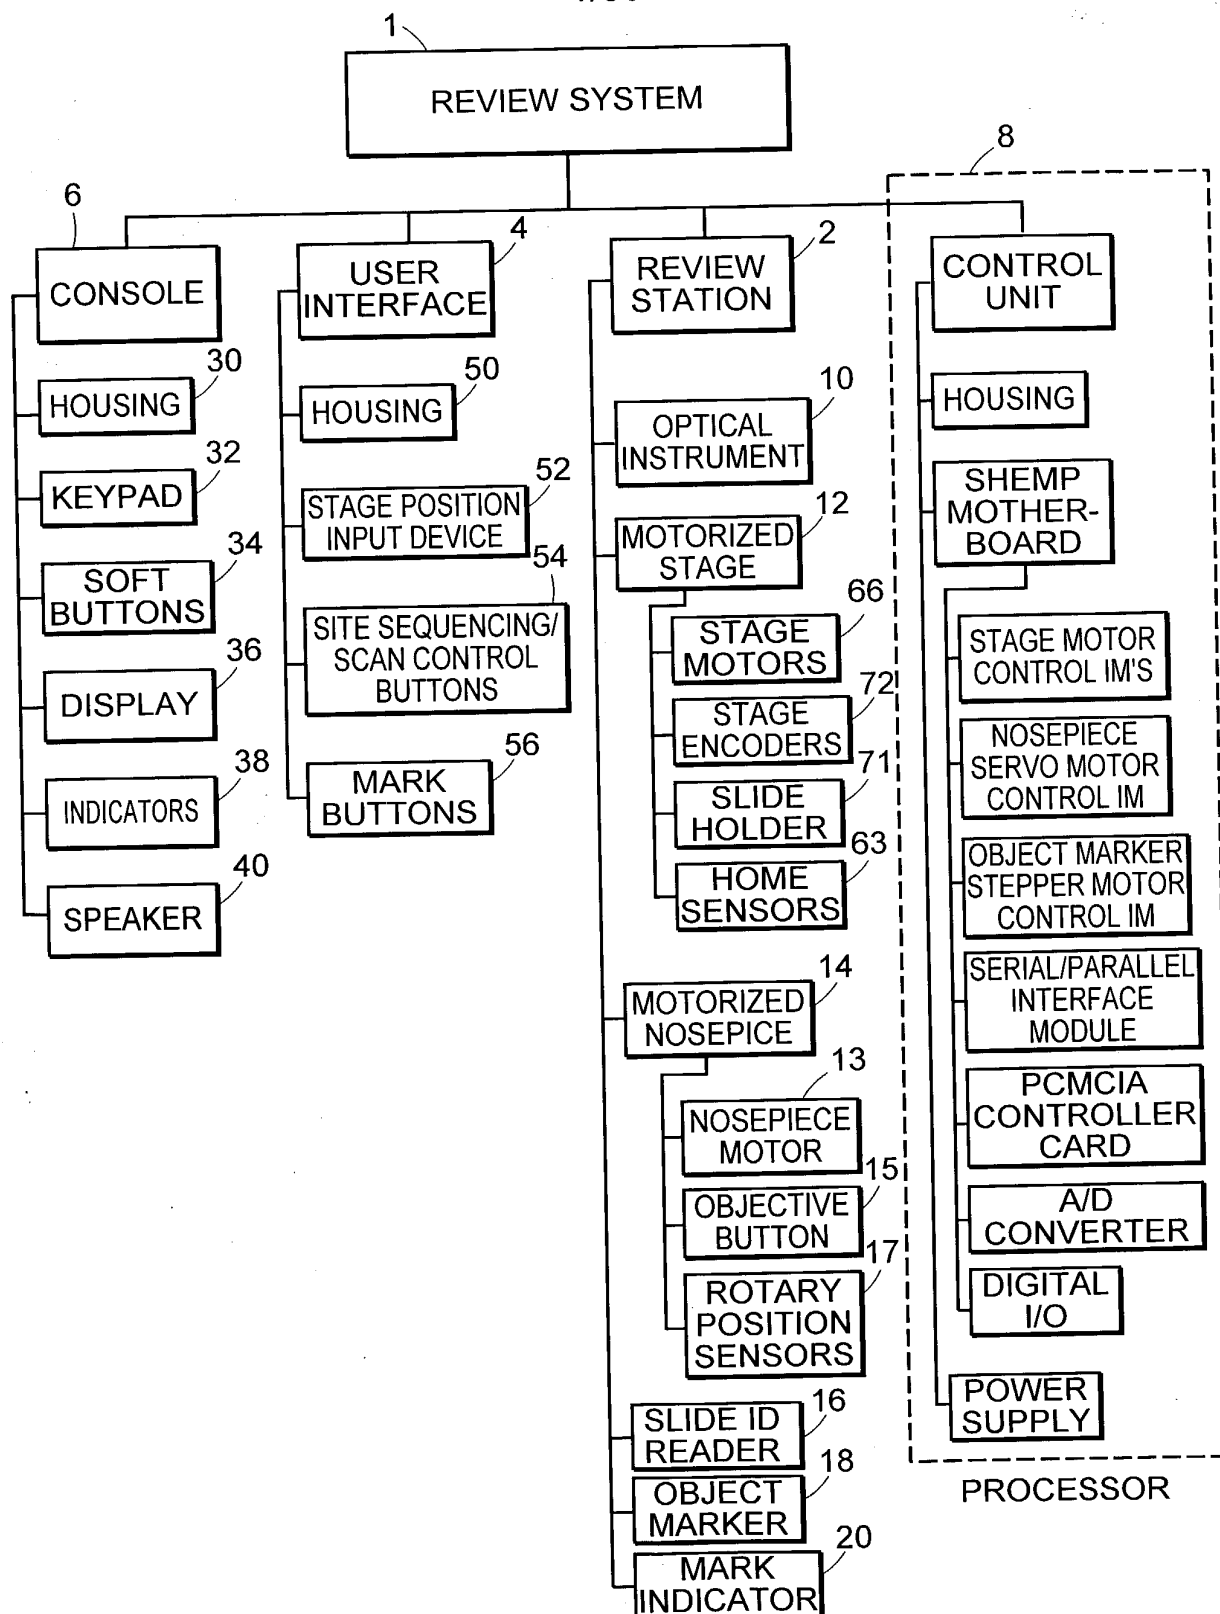 1
REVIEW SYSTEM
8
6
CONSOLE
30
HOUSING
32
KEYPAD
34
SOFT
BUTTONS
36
DISPLAY
38
INDICATORS
40
SPEAKER
4
USER
INTERFACE
50
HOUSING
52
STAGE POSITION
INPUT DEVICE
54
SITE SEQUENCING/
SCAN CONTROL
BUTTONS
56
MARK
BUTTONS
2
REVIEW
STATION
10
OPTICAL
INSTRUMENT
12
MOTORIZED
STAGE
66
STAGE
MOTORS
72
STAGE
ENCODERS
71
SLIDE
HOLDER
63
HOME
SENSORS
14
MOTORIZED
NOSEPICE
13
NOSEPIECE
MOTOR
15
OBJECTIVE
BUTTON
17
ROTARY
POSITION
SENSORS
16
SLIDE ID
READER
18
OBJECT
MARKER
20
MARK
INDICATOR
CONTROL
UNIT
HOUSING
SHEMP
MOTHER-
BOARD
STAGE MOTOR
CONTROL IM'S
NOSEPIECE
SERVO MOTOR
CONTROL IM
OBJECT MARKER
STEPPER MOTOR
CONTROL IM
SERIAL/PARALLEL
INTERFACE
MODULE
PCMCIA
CONTROLLER
CARD
A/D
CONVERTER
DIGITAL
I/O
POWER
SUPPLY
PROCESSOR